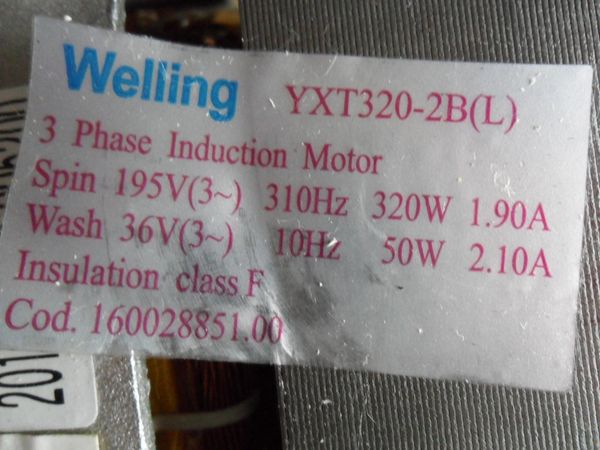 Welling YXT320-2B(L)
3 Phase Induction Motor
Spin 195V(3~) 310Hz 320W 1.90A
Wash 36V(3~) 10Hz 50W 2.10A
Insulation class F
Cod. 160028851.00
201